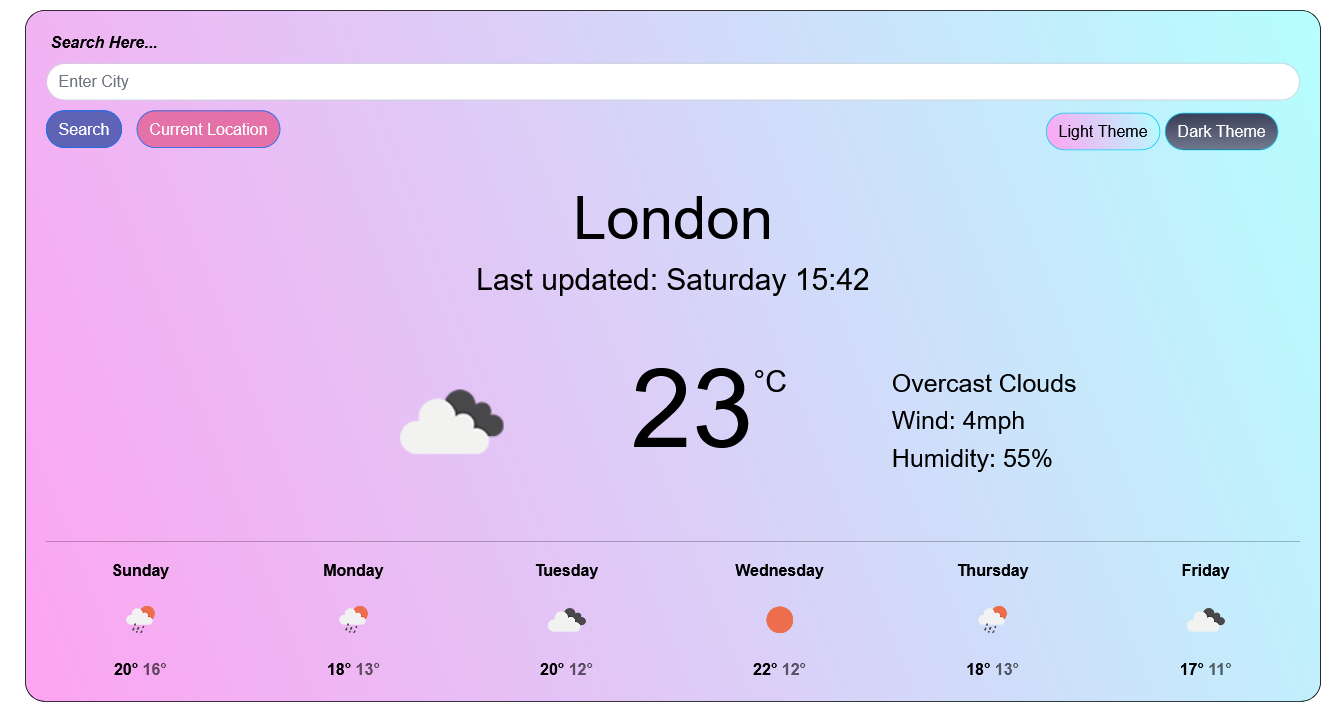 Search Here...
Enter City
Search Current Location Light Theme Dark Theme
London
Last updated: Saturday 15:42
23 °C
Overcast Clouds
Wind: 4mph
Humidity: 55%
Sunday Monday Tuesday Wednesday Thursday Friday
20° 16° 18° 13° 20° 12° 22° 12° 18° 13° 17° 11°